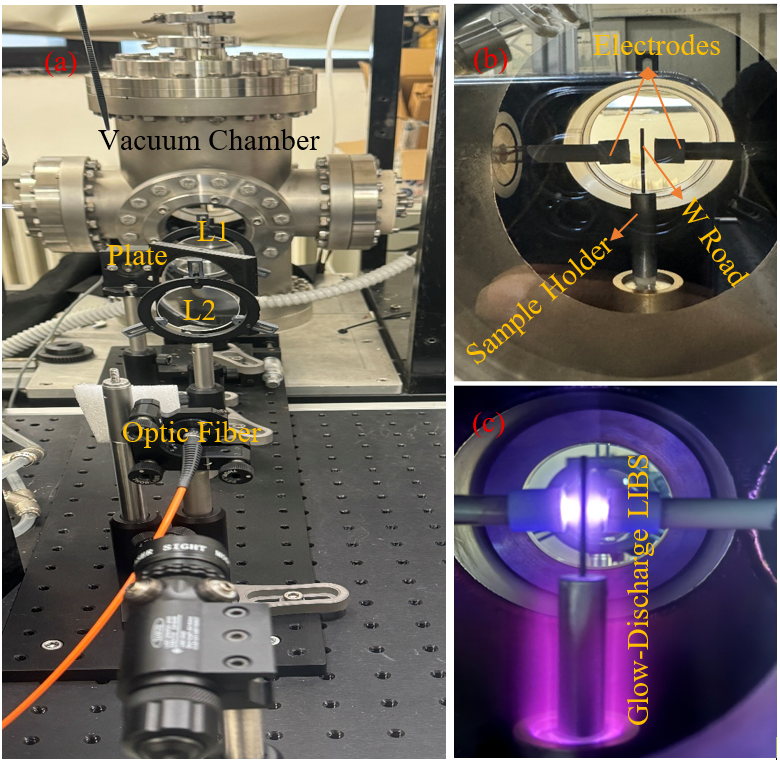 (a)
Vacuum Chamber
L1
Plate
L2
Optic Fiber
SIGHT
(b)
Electrodes
W Road
Sample Holder
(c)
Glow-Discharge LIBS